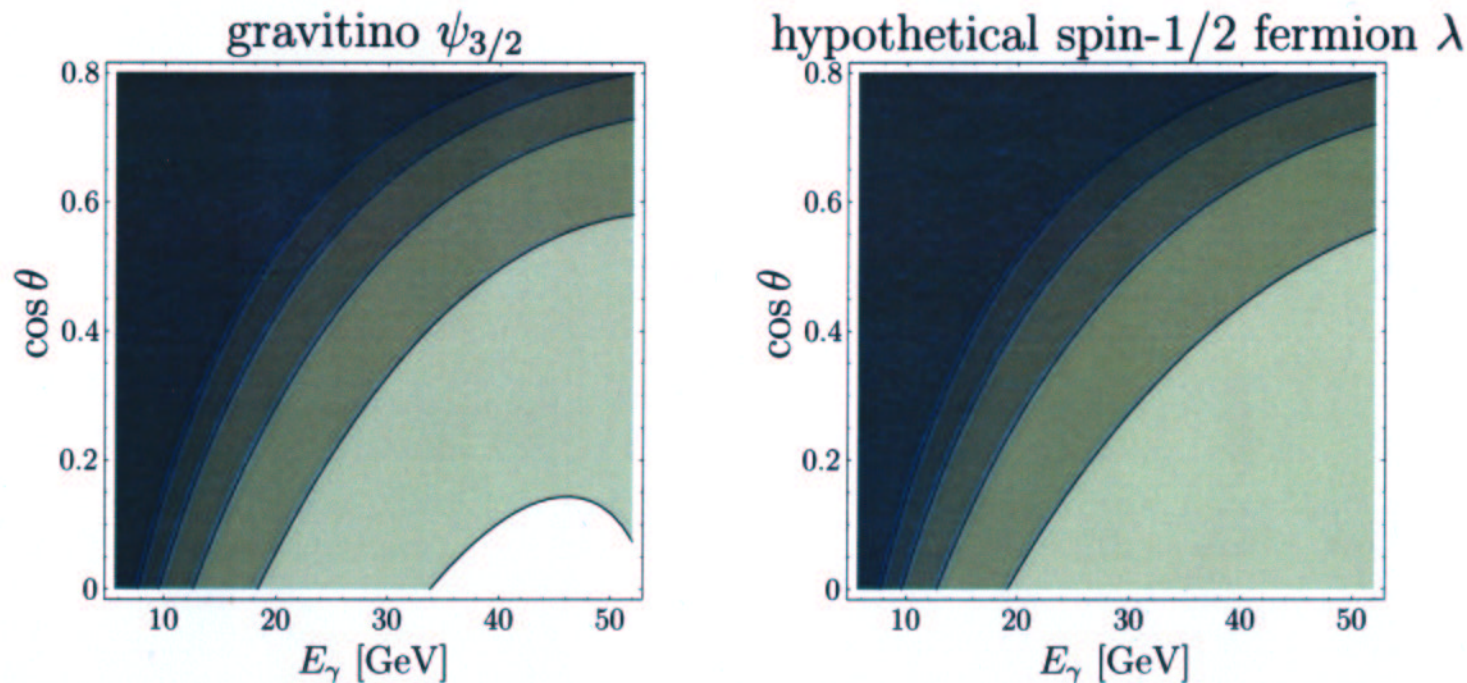 gravitino ψ3/2
hypothetical spin-1/2 fermion λ
0.8
0.6
0.4
0.2
0
cos θ
10 20 30 40 50
Eγ [GeV]
0.8
0.6
0.4
0.2
0
cos θ
10 20 30 40 50
Eγ [GeV]